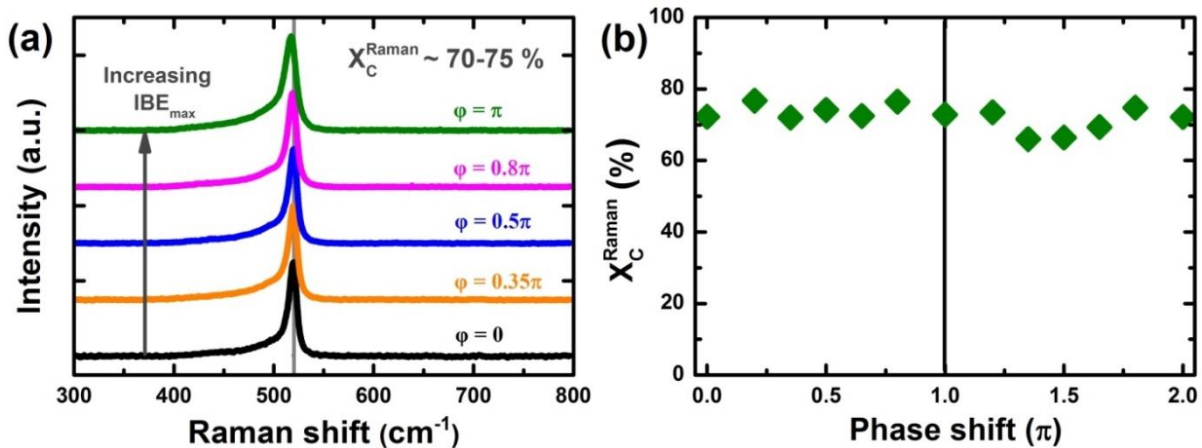 (a)
Increasing
IBEmax
X_C^Raman ~ 70-75 %
φ = π
φ = 0.8π
φ = 0.5π
φ = 0.35π
φ = 0
Intensity (a.u.)
300 400 500 600 700 800
Raman shift (cm⁻¹)
(b)
100
80
60
40
20
0
X_C^Raman (%)
0.0 0.5 1.0 1.5 2.0
Phase shift (π)